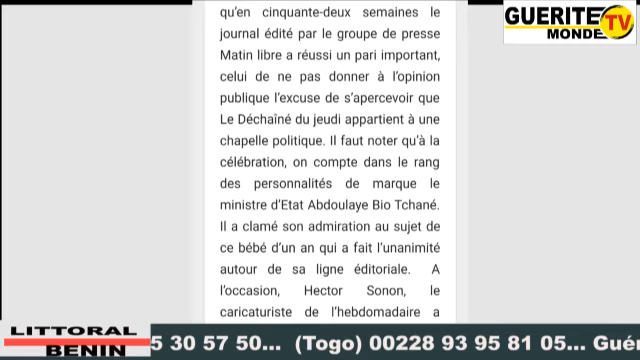 qu'en cinquante-deux semaines le
journal édité par le groupe de presse
Matin libre a réussi un pari important,
celui de ne pas donner à l'opinion
publique l'excuse de s'apercevoir que
Le Déchaîné du jeudi appartient à une
chapelle politique. Il faut noter qu'à la
célébration, on compte dans le rang
des personnalités de marque le
ministre d'Etat Abdoulaye Bio Tchané.
Il a clamé son admiration au sujet de
ce bébé d'un an qui a fait l'unanimité
autour de sa ligne éditoriale. A
l'occasion, Hector Sonon, le
caricaturiste de l'hebdomadaire a
GUERITE TV
MONDE
LITTORAL
BENIN
5 30 57 50... (Togo) 00228 93 95 81 05... Gué